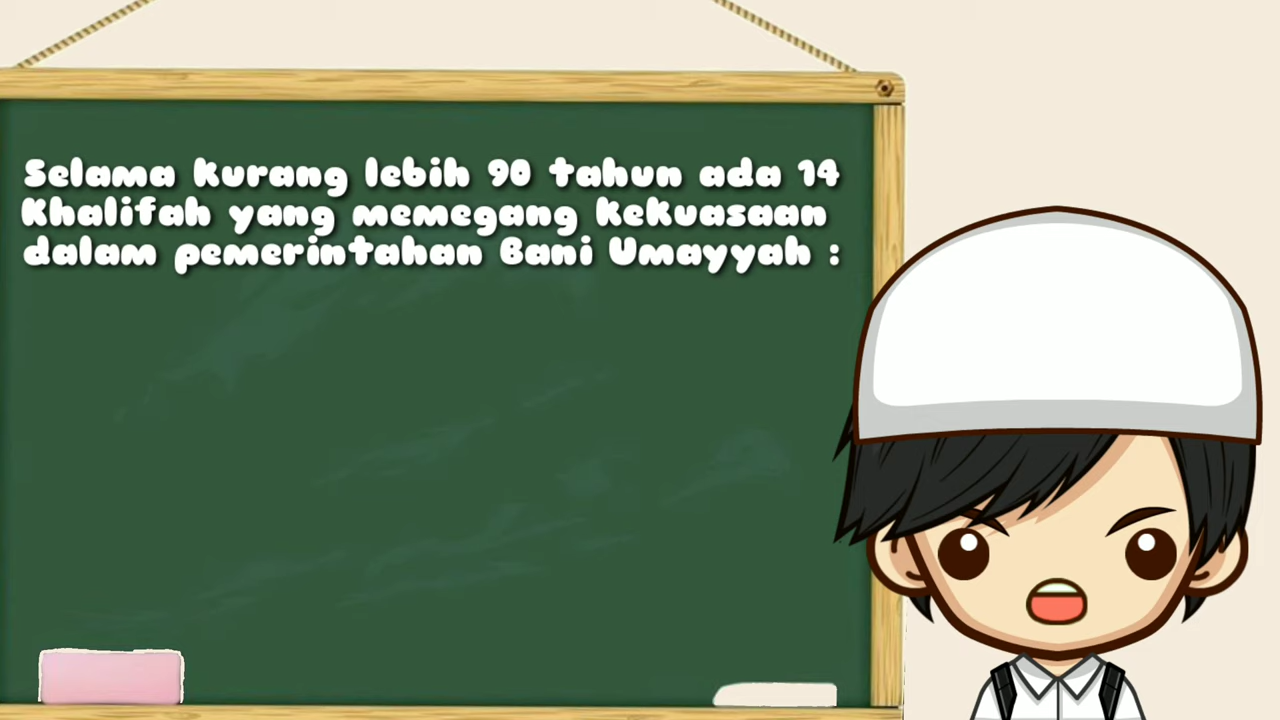 Selama kurang lebih 90 tahun ada 14
Khalifah yang memegang kekuasaan
dalam pemerintahan Bani Umayyah :